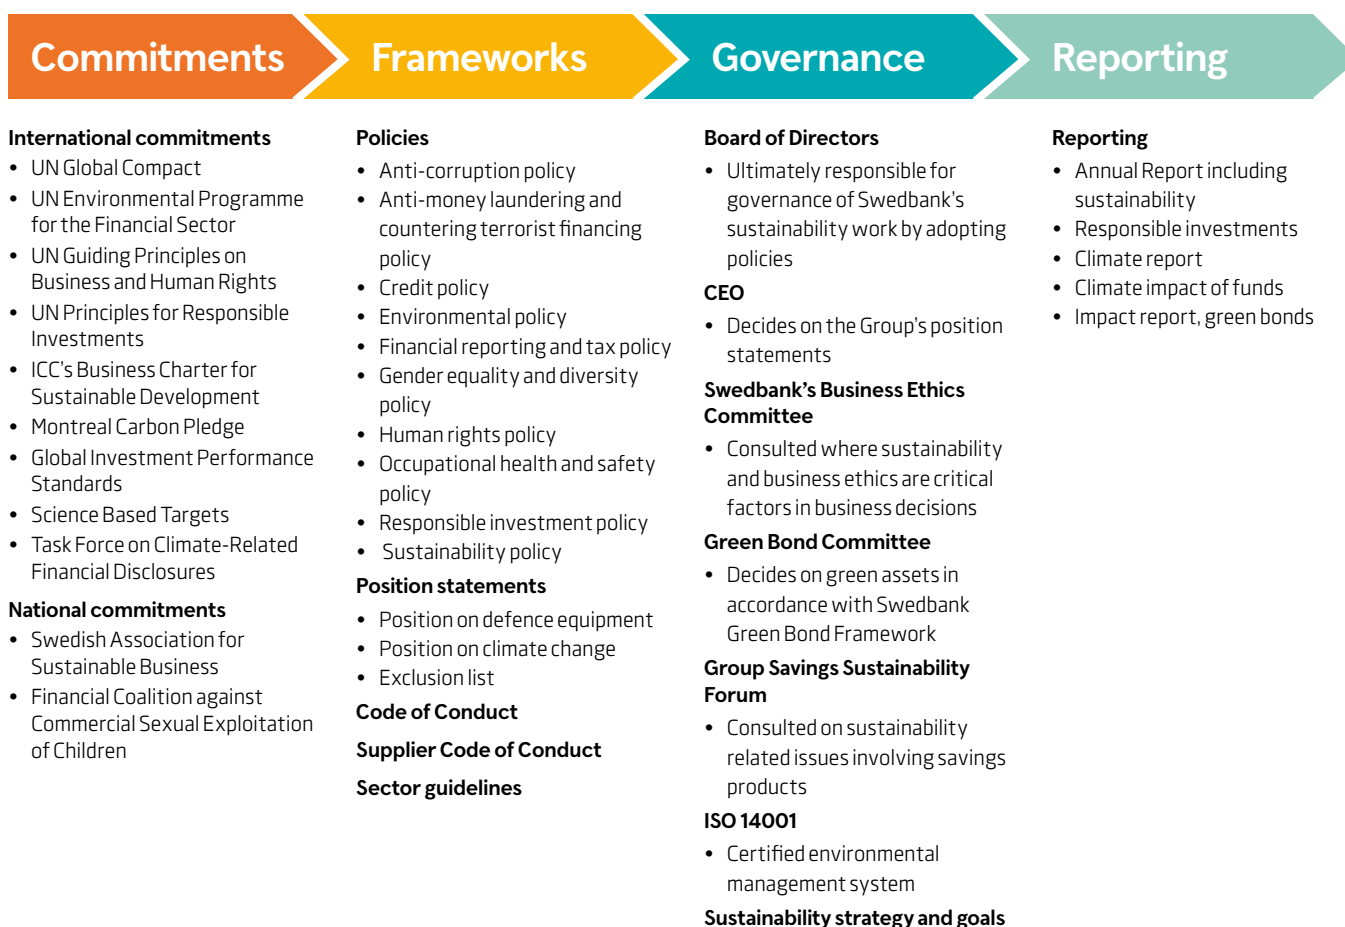 Commitments
Frameworks
Governance
Reporting
International commitments
• UN Global Compact
• UN Environmental Programme
for the Financial Sector
• UN Guiding Principles on
Business and Human Rights
• UN Principles for Responsible
Investments
• ICC's Business Charter for
Sustainable Development
• Montreal Carbon Pledge
• Global Investment Performance
Standards
• Science Based Targets
• Task Force on Climate-Related
Financial Disclosures
National commitments
• Swedish Association for
Sustainable Business
• Financial Coalition against
Commercial Sexual Exploitation
of Children
Policies
• Anti-corruption policy
• Anti-money laundering and
countering terrorist financing
policy
• Credit policy
• Environmental policy
• Financial reporting and tax policy
• Gender equality and diversity
policy
• Human rights policy
• Occupational health and safety
policy
• Responsible investment policy
• Sustainability policy
Position statements
• Position on defence equipment
• Position on climate change
• Exclusion list
Code of Conduct
Supplier Code of Conduct
Sector guidelines
Board of Directors
• Ultimately responsible for
governance of Swedbank's
sustainability work by adopting
policies
CEO
• Decides on the Group's position
statements
Swedbank's Business Ethics
Committee
• Consulted where sustainability
and business ethics are critical
factors in business decisions
Green Bond Committee
• Decides on green assets in
accordance with Swedbank
Green Bond Framework
Group Savings Sustainability
Forum
• Consulted on sustainability
related issues involving savings
products
ISO 14001
• Certified environmental
management system
Sustainability strategy and goals
Reporting
• Annual Report including
sustainability
• Responsible investments
• Climate report
• Climate impact of funds
• Impact report, green bonds